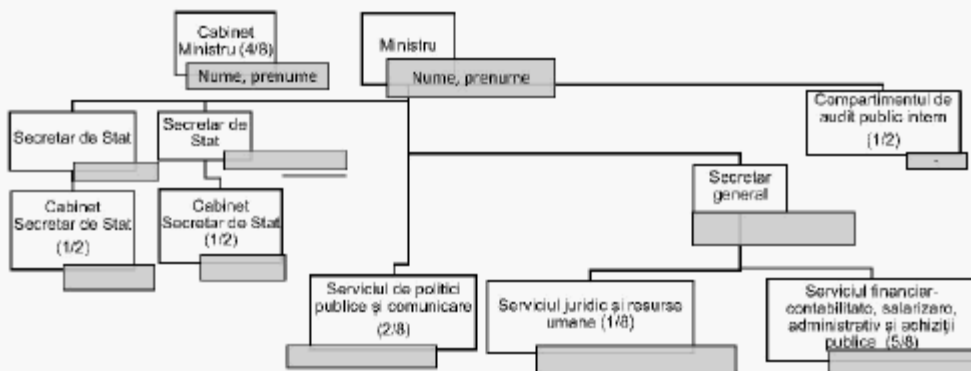 Cabinet
Ministru (4/8)
Nume, prenume
Ministru
Nume, prenume
Compartimentul de
audit public intern
(1/2)
-
Secretar de Stat
Secretar de
Stat
Secretar
general
Cabinet
Secretar de Stat
(1/2)
Cabinet
Secretar de Stat
(1/2)
Serviciul de politici
publice și comunicare
(2/8)
Serviciul juridic și resurse
umane (1/8)
Serviciul financiar-
contabilitate, salarizare,
administrativ și achiziții
publice (5/8)